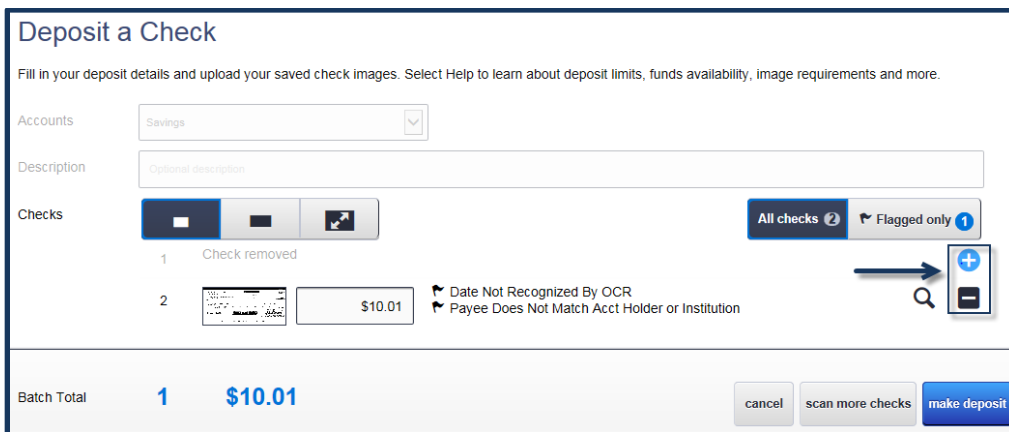 Deposit a Check
Fill in your deposit details and upload your saved check images. Select Help to learn about deposit limits, funds availability, image requirements and more.
Accounts
Savings
Description
Optional description
Checks
All checks 2
Flagged only 1
1 Check removed
2 $10.01
Date Not Recognized By OCR
Payee Does Not Match Acct Holder or Institution
Batch Total 1 $10.01
cancel
scan more checks
make deposit